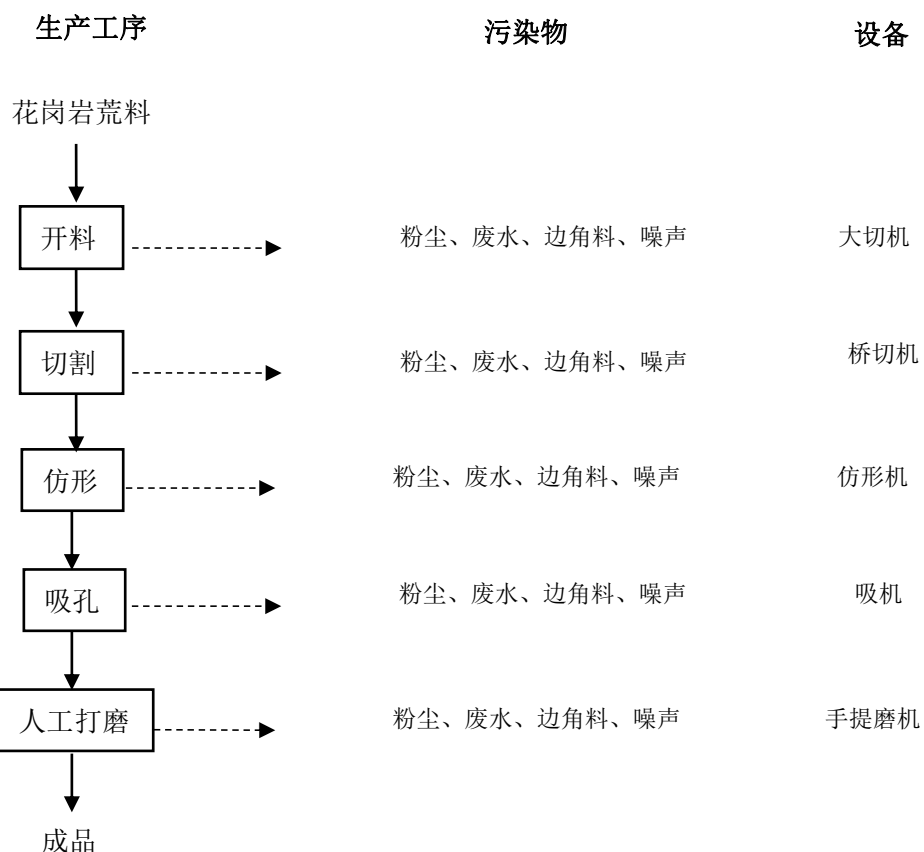 生产工序 污染物 设备
花岗岩荒料
开料 粉尘、废水、边角料、噪声 大切机
切割 粉尘、废水、边角料、噪声 桥切机
仿形 粉尘、废水、边角料、噪声 仿形机
吸孔 粉尘、废水、边角料、噪声 吸机
人工打磨 粉尘、废水、边角料、噪声 手提磨机
成品